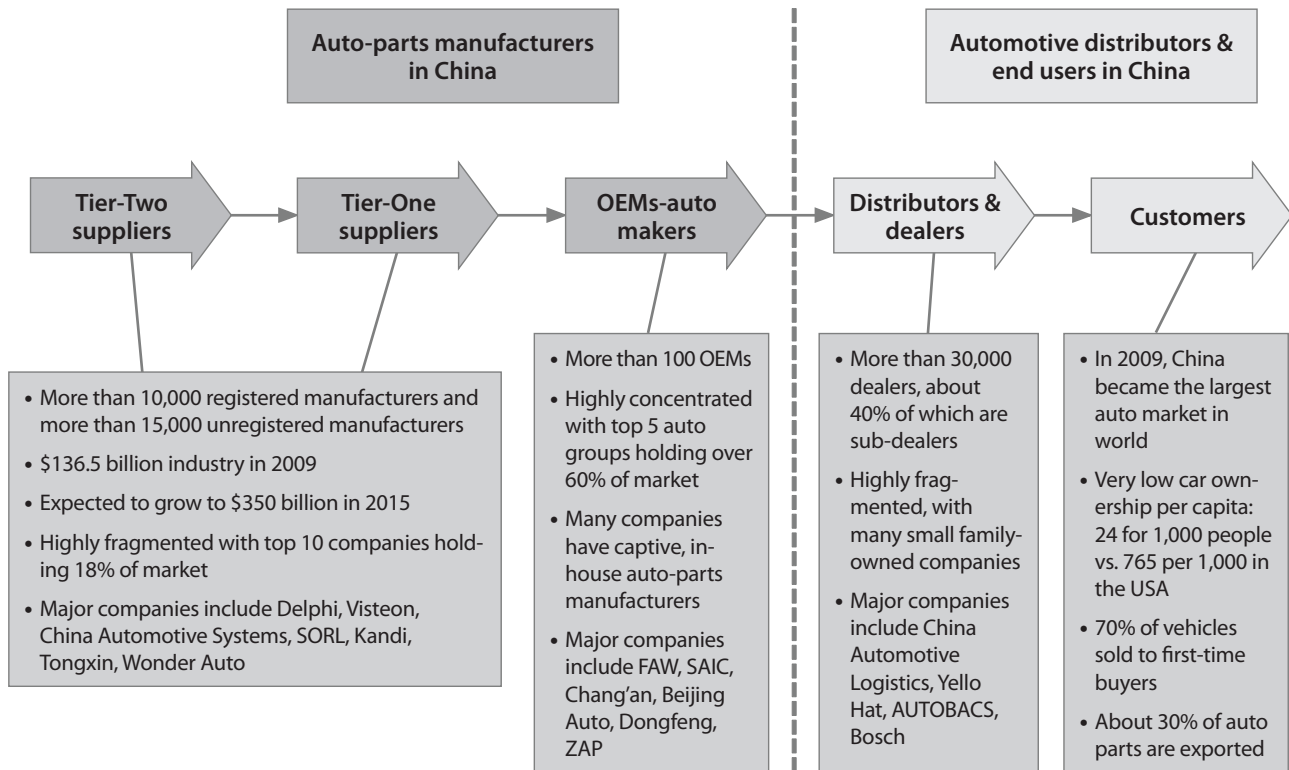 Auto-parts manufacturers
in China
Automotive distributors &
end users in China
Tier-Two
suppliers
Tier-One
suppliers
OEMs-auto
makers
Distributors &
dealers
Customers
• More than 10,000 registered manufacturers and
more than 15,000 unregistered manufacturers
• $136.5 billion industry in 2009
• Expected to grow to $350 billion in 2015
• Highly fragmented with top 10 companies hold-
ing 18% of market
• Major companies include Delphi, Visteon,
China Automotive Systems, SORL, Kandi,
Tongxin, Wonder Auto
• More than 100 OEMs
• Highly concentrated
with top 5 auto
groups holding over
60% of market
• Many companies
have captive, in-
house auto-parts
manufacturers
• Major companies
include FAW, SAIC,
Chang’an, Beijing
Auto, Dongfeng,
ZAP
• More than 30,000
dealers, about
40% of which are
sub-dealers
• Highly frag-
mented, with
many small family-
owned companies
• Major companies
include China
Automotive
Logistics, Yello
Hat, AUTOBACS,
Bosch
• In 2009, China
became the largest
auto market in
world
• Very low car own-
ership per capita:
24 for 1,000 people
vs. 765 per 1,000 in
the USA
• 70% of vehicles
sold to first-time
buyers
• About 30% of auto
parts are exported